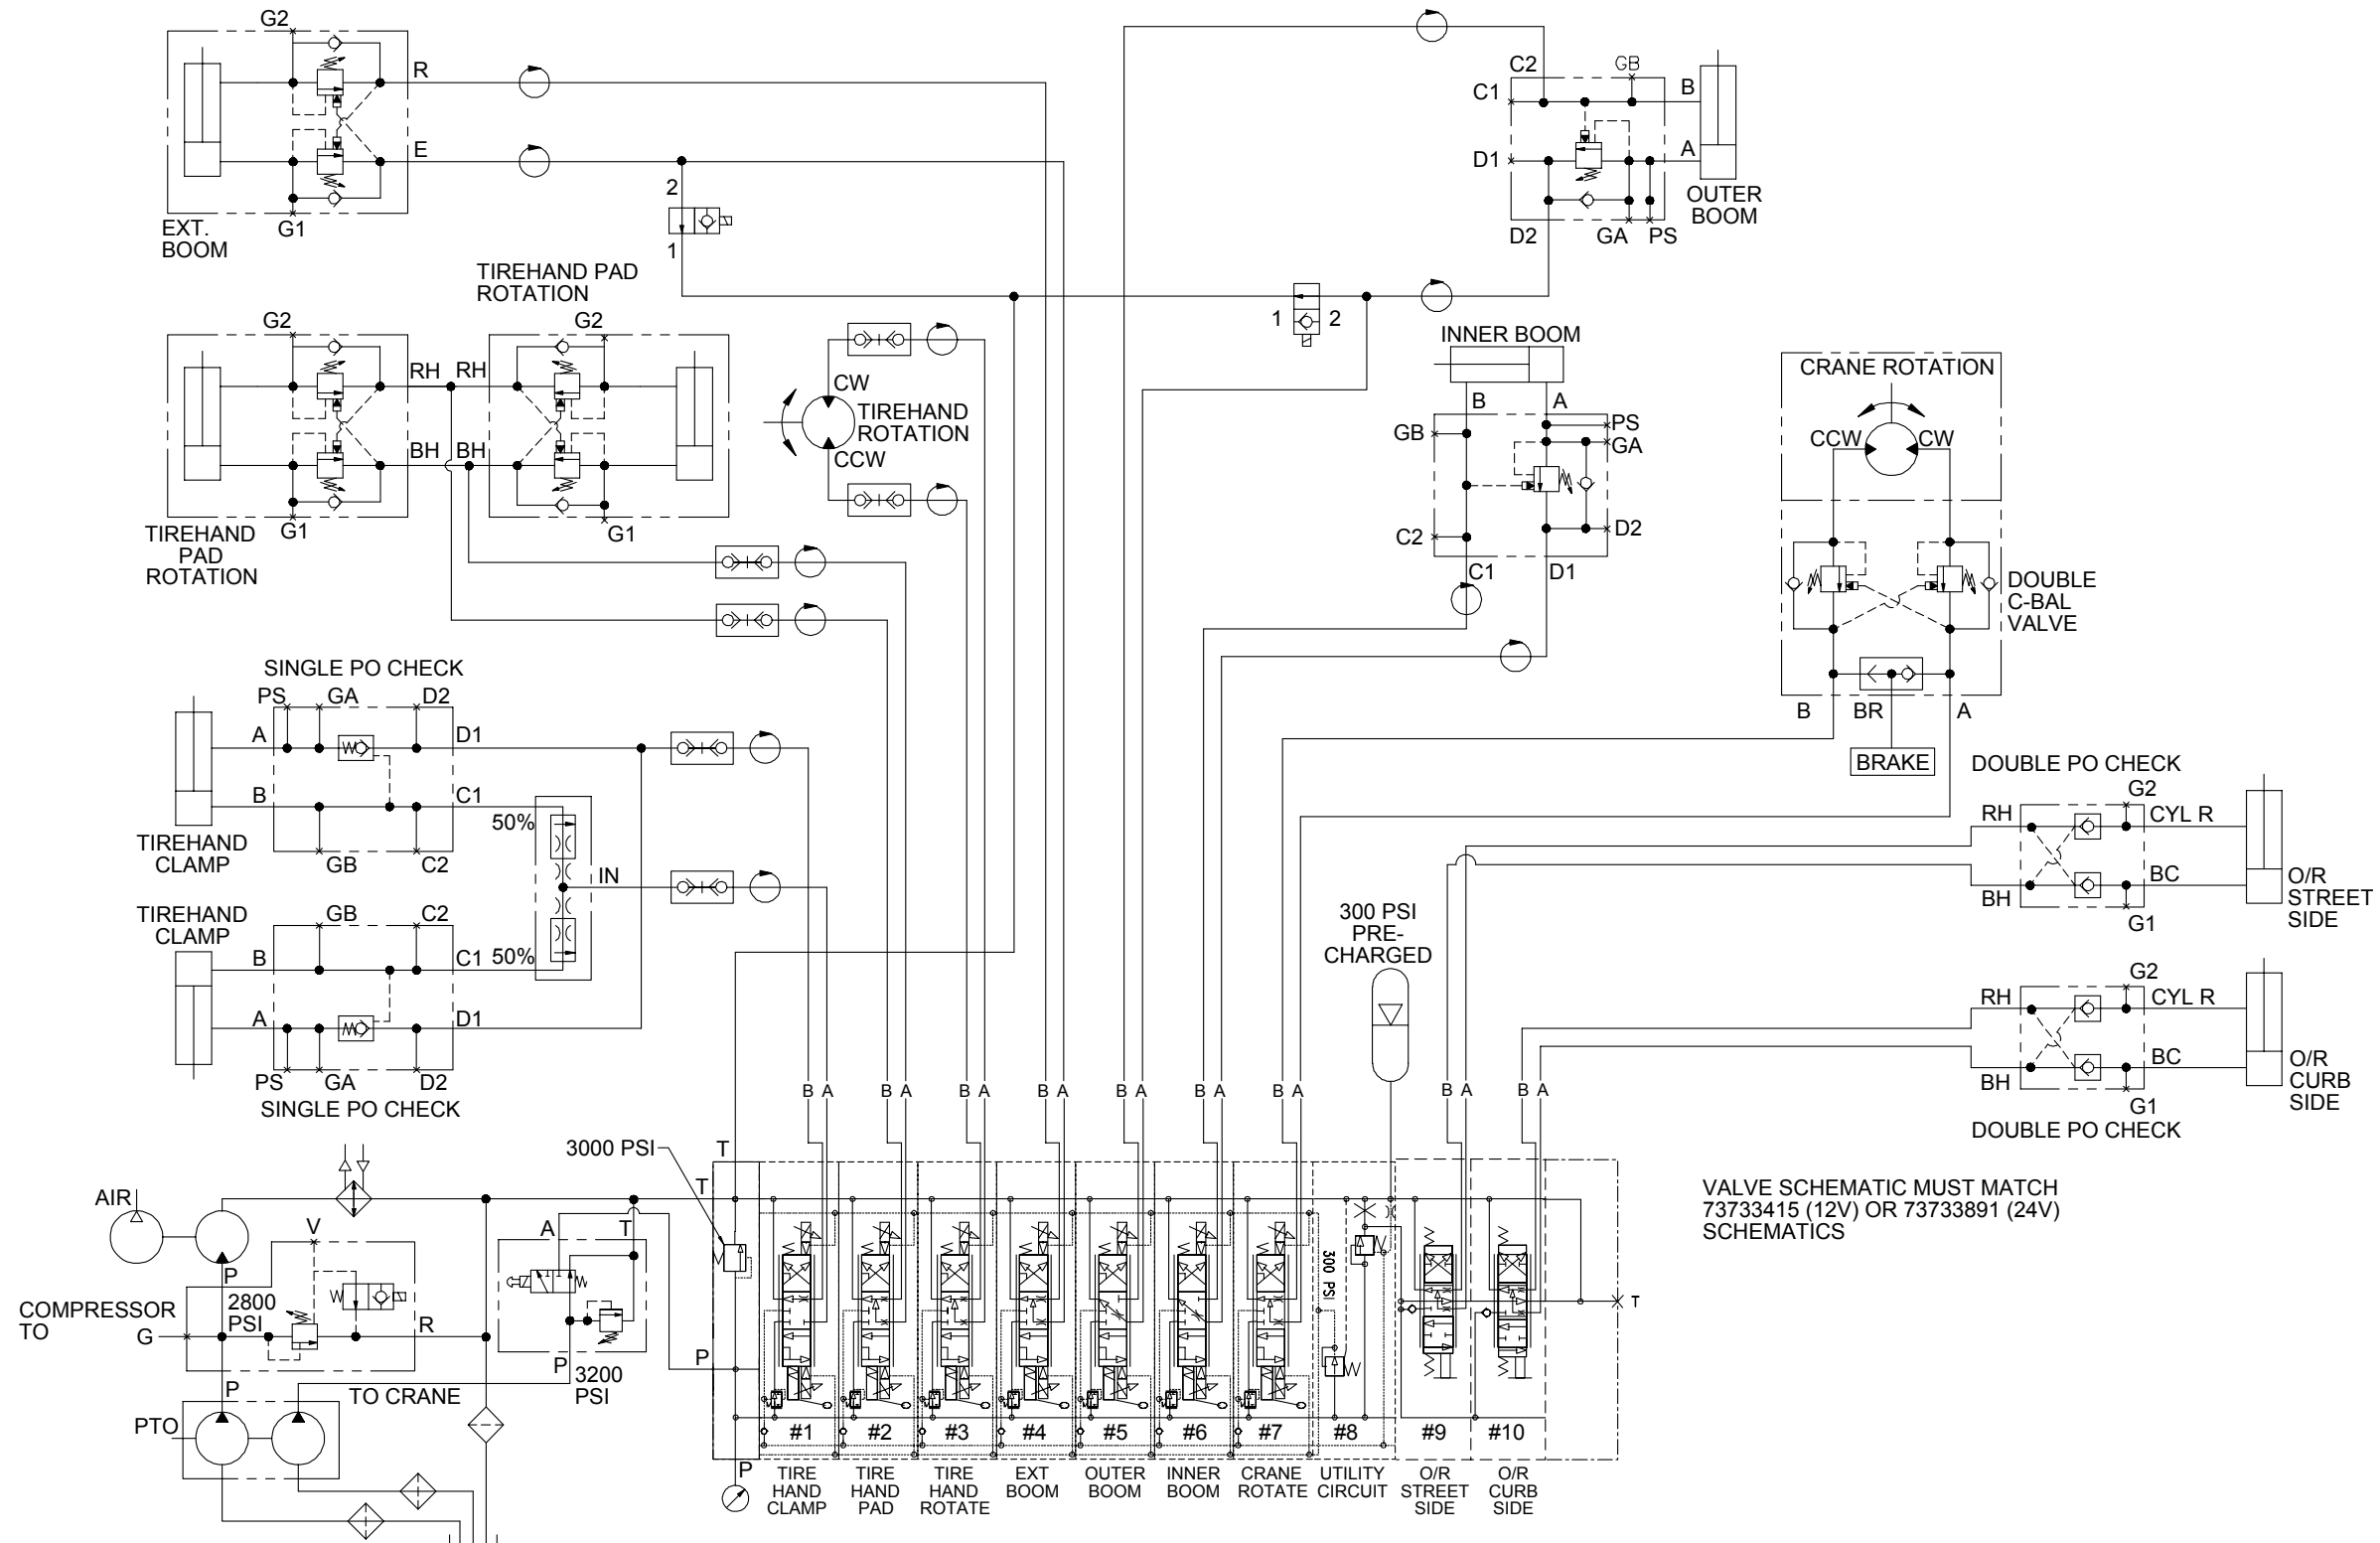 G2
R
E
EXT.
BOOM
G1
2
1
C2
GB
C1
B
D1
A
OUTER
BOOM
D2
GA
PS
TIREHAND PAD
ROTATION
G2
G2
RH
RH
BH
BH
G1
G1
TIREHAND
PAD
ROTATION
CW
TIREHAND
ROTATION
CCW
1
2
INNER BOOM
B
A
PS
GB
GA
C2
D2
C1
D1
CRANE ROTATION
CCW
CW
DOUBLE
C-BAL
VALVE
B
BR
A
BRAKE
SINGLE PO CHECK
PS
GA
D2
A
D1
B
C1
50%
TIREHAND
CLAMP
GB
C2
IN
TIREHAND
CLAMP
GB
C2
B
C1
50%
A
D1
PS
GA
D2
SINGLE PO CHECK
DOUBLE PO CHECK
G2
RH
CYL R
BH
BC
G1
O/R
STREET
SIDE
G2
RH
CYL R
BH
BC
G1
O/R
CURB
SIDE
DOUBLE PO CHECK
300 PSI
PRE-
CHARGED
B A
B A
B A
B A
B A
B A
B A
B A
B A
3000 PSI
T
T
AIR
V
A
T
P
COMPRESSOR
TO
G
2800
PSI
R
P
3200
PSI
P
TO CRANE
PTO
P
P
300 PSI
T
VALVE SCHEMATIC MUST MATCH
73733415 (12V) OR 73733891 (24V)
SCHEMATICS
#1
#2
#3
#4
#5
#6
#7
#8
#9
#10
TIRE
HAND
CLAMP
TIRE
HAND
PAD
TIRE
HAND
ROTATE
EXT
BOOM
OUTER
BOOM
INNER
BOOM
CRANE
ROTATE
UTILITY
CIRCUIT
O/R
STREET
SIDE
O/R
CURB
SIDE